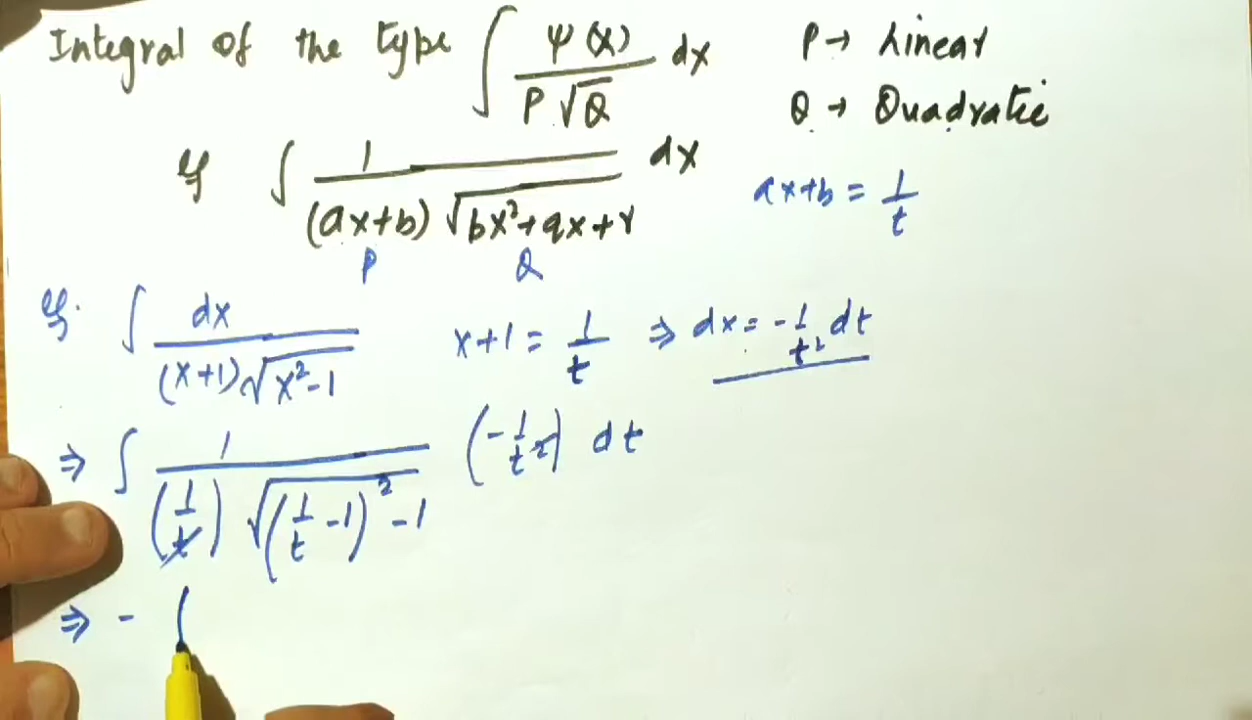 Integral of the type ∫ ψ(x) / P√Q dx P → Linear
Q → Quadratic
eg ∫ 1 / (ax+b) √bx²+qx+r dx ax+b = 1/t
P Q
eg. ∫ dx / (x+1)√x²-1 x+1 = 1/t ⇒ dx = -1/t² dt
⇒ ∫ 1 / (1/t) √(1/t -1)² -1 (-1/t²) dt
⇒ - ∫